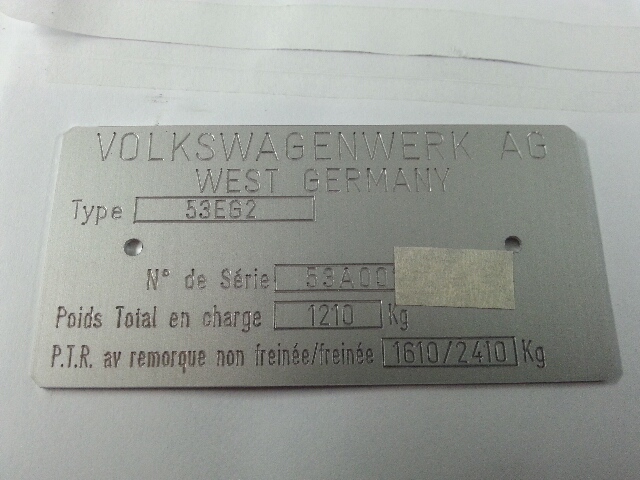 VOLKSWAGENWERK AG
WEST GERMANY
Type 53EG2
N° de Série 53A00
Poids Total en charge 1210 Kg
P.T.R. av remorque non freinée/freinée 1610/2410 Kg